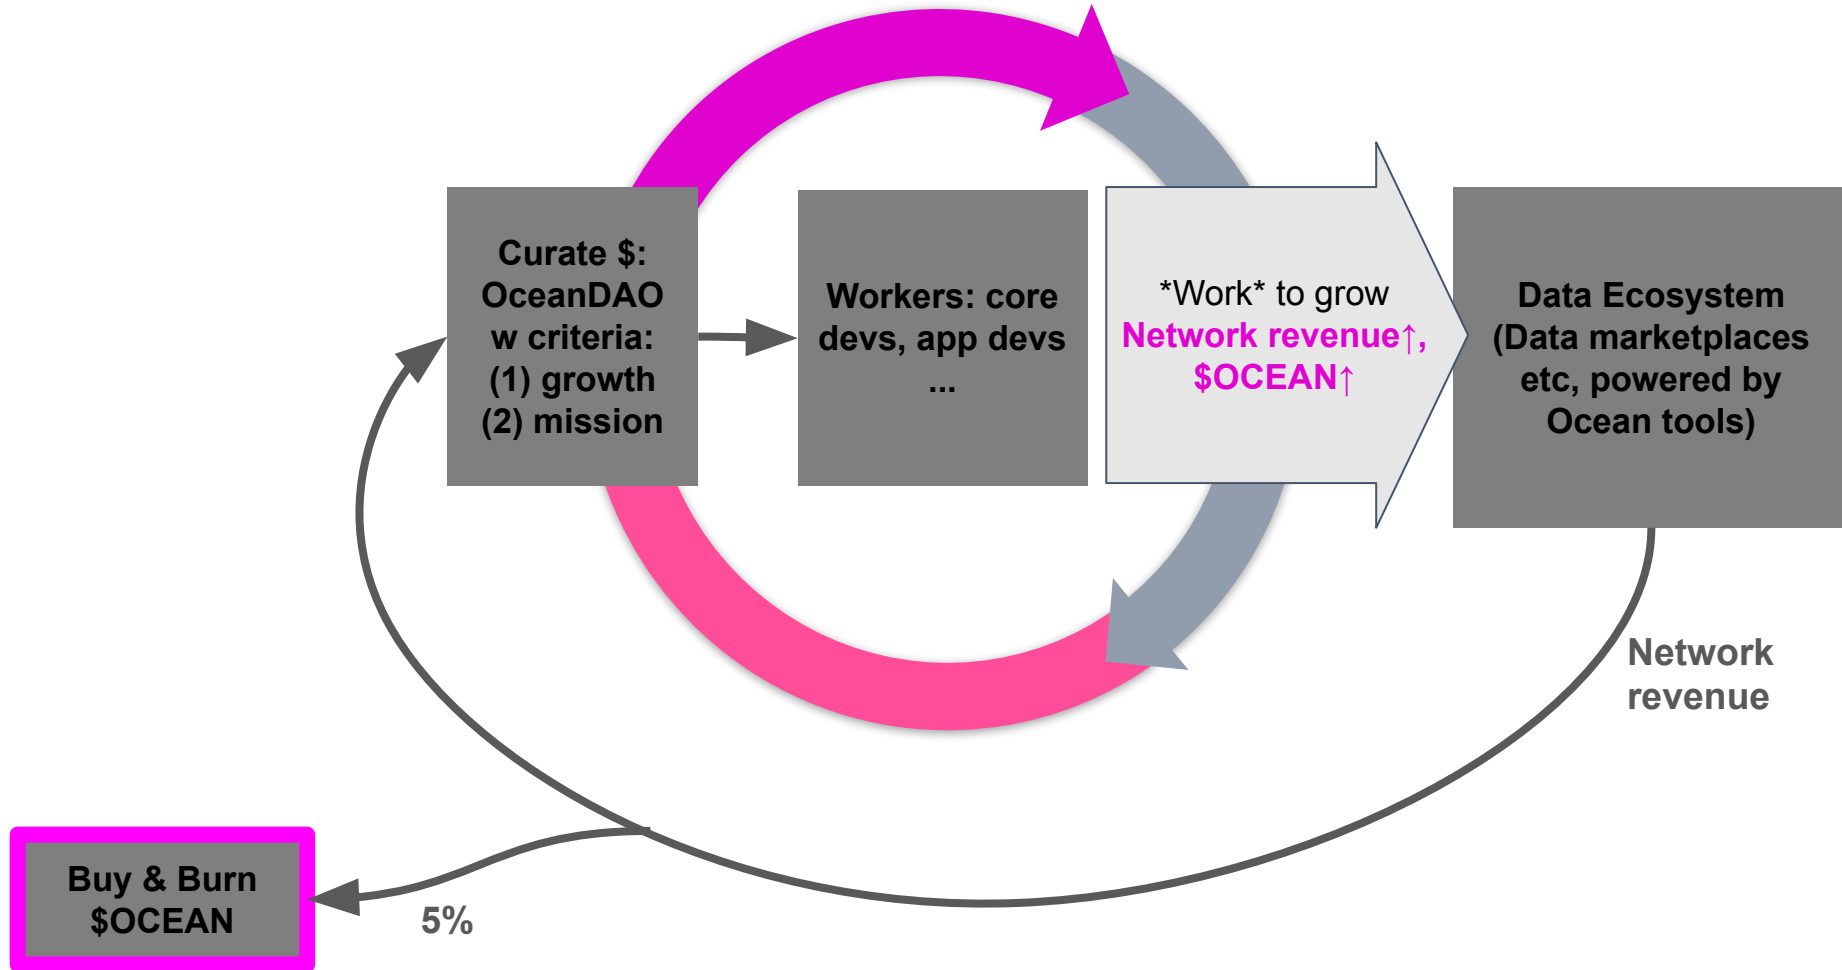 Curate $:
OceanDAO
w criteria:
(1) growth
(2) mission
Workers: core
devs, app devs
...
*Work* to grow
Network revenue↑,
$OCEAN↑
Data Ecosystem
(Data marketplaces
etc, powered by
Ocean tools)
Network
revenue
Buy & Burn
$OCEAN
5%